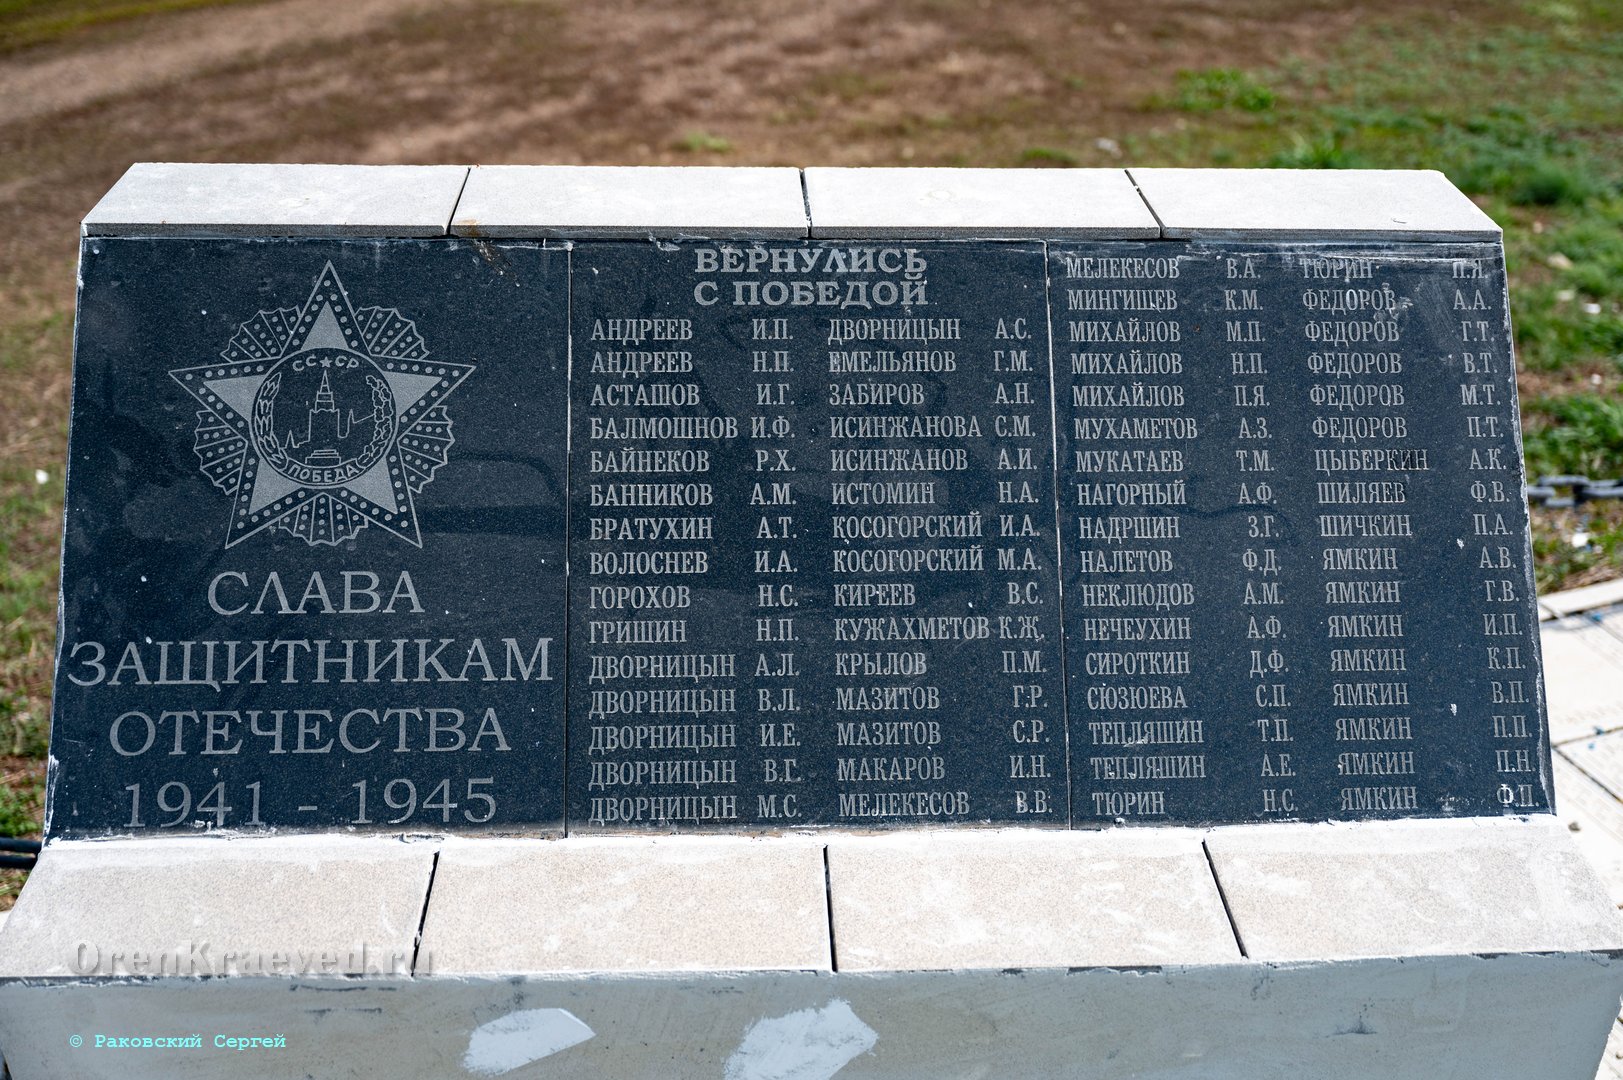 СССР
ПОБЕДА
СЛАВА
ЗАЩИТНИКАМ
ОТЕЧЕСТВА
1941 - 1945
ВЕРНУЛИСЬ
С ПОБЕДОЙ
АНДРЕЕВ И.П. ДВОРНИЦЫН А.С.
АНДРЕЕВ Н.П. ЕМЕЛЬЯНОВ Г.М.
АСТАШОВ И.Г. ЗАБИРОВ А.Н.
БАЛМОШНОВ И.Ф. ИСИНЖАНОВА С.М.
БАЙНЕКОВ Р.Х. ИСИНЖАНОВ А.И.
БАННИКОВ А.М. ИСТОМИН Н.А.
БРАТУХИН А.Т. КОСОГОРСКИЙ И.А.
ВОЛОСНЕВ И.А. КОСОГОРСКИЙ М.А.
ГОРОХОВ Н.С. КИРЕЕВ В.С.
ГРИШИН Н.П. КУЖАХМЕТОВ К.Ж.
ДВОРНИЦЫН А.Л. КРЫЛОВ П.М.
ДВОРНИЦЫН В.Л. МАЗИТОВ Г.Р.
ДВОРНИЦЫН И.Е. МАЗИТОВ С.Р.
ДВОРНИЦЫН В.Г. МАКАРОВ И.Н.
ДВОРНИЦЫН М.С. МЕЛЕКЕСОВ В.В.
МЕЛЕКЕСОВ В.А. ТЮРИН П.Я.
МИНГИЩЕВ К.М. ФЕДОРОВ А.А.
МИХАЙЛОВ М.П. ФЕДОРОВ Г.Т.
МИХАЙЛОВ Н.П. ФЕДОРОВ В.Т.
МИХАЙЛОВ П.Я. ФЕДОРОВ М.Т.
МУХАМЕТОВ А.З. ФЕДОРОВ П.Т.
МУКАТАЕВ Т.М. ЦЫБЕРКИН А.К.
НАГОРНЫЙ А.Ф. ШИЛЯЕВ Ф.В.
НАДРШИН З.Г. ШИЧКИН П.А.
НАЛЕТОВ Ф.Д. ЯМКИН А.В.
НЕКЛЮДОВ А.М. ЯМКИН Г.В.
НЕЧЕУХИН А.Ф. ЯМКИН И.П.
СИРОТКИН Д.Ф. ЯМКИН К.П.
СЮЗЮЕВА С.П. ЯМКИН В.П.
ТЕПЛЯШИН Т.П. ЯМКИН П.П.
ТЕПЛЯШИН А.Е. ЯМКИН П.Н.
ТЮРИН Н.С. ЯМКИН Ф.П.
OrenKraeved.ru
© Раковский Сергей